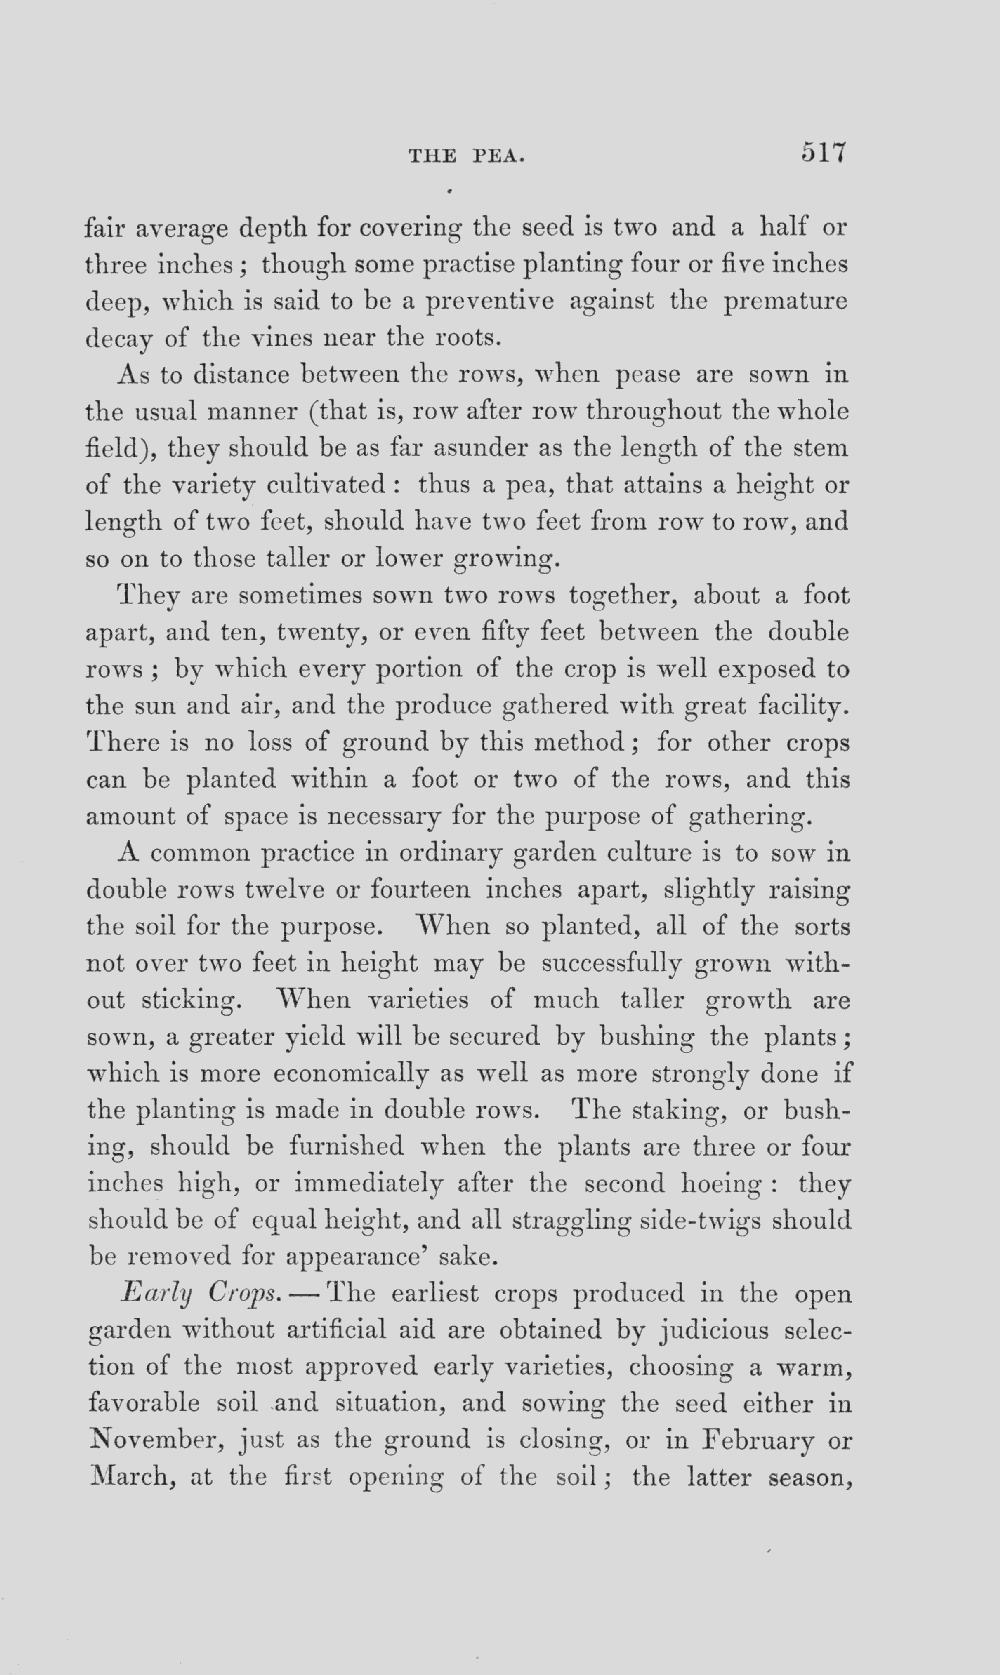 THE PEA. 517
fair average depth for covering the seed is two and a half or
three inches; though some practise planting four or five inches
deep, which is said to be a preventive against the premature
decay of the vines near the roots.
As to distance between the rows, when pease are sown in
the usual manner (that is, row after row throughout the whole
field), they should be as far asunder as the length of the stem
of the variety cultivated: thus a pea, that attains a height or
length of two feet, should have two feet from row to row, and
so on to those taller or lower growing.
They are sometimes sown two rows together, about a foot
apart, and ten, twenty, or even fifty feet between the double
rows; by which every portion of the crop is well exposed to
the sun and air, and the produce gathered with great facility.
There is no loss of ground by this method; for other crops
can be planted within a foot or two of the rows, and this
amount of space is necessary for the purpose of gathering.
A common practice in ordinary garden culture is to sow in
double rows twelve or fourteen inches apart, slightly raising
the soil for the purpose. When so planted, all of the sorts
not over two feet in height may be successfully grown with-
out sticking. When varieties of much taller growth are
sown, a greater yield will be secured by bushing the plants;
which is more economically as well as more strongly done if
the planting is made in double rows. The staking, or bush-
ing, should be furnished when the plants are three or four
inches high, or immediately after the second hoeing: they
should be of equal height, and all straggling side-twigs should
be removed for appearance' sake.
Early Crops. — The earliest crops produced in the open
garden without artificial aid are obtained by judicious selec-
tion of the most approved early varieties, choosing a warm,
favorable soil and situation, and sowing the seed either in
November, just as the ground is closing, or in February or
March, at the first opening of the soil; the latter season,